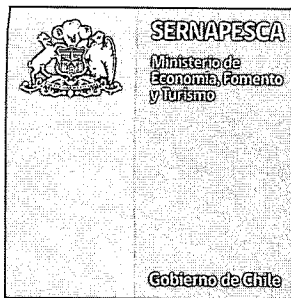 SERNAPESCA
Ministerio de
Economía, Fomento
y Turismo
Gobierno de Chile